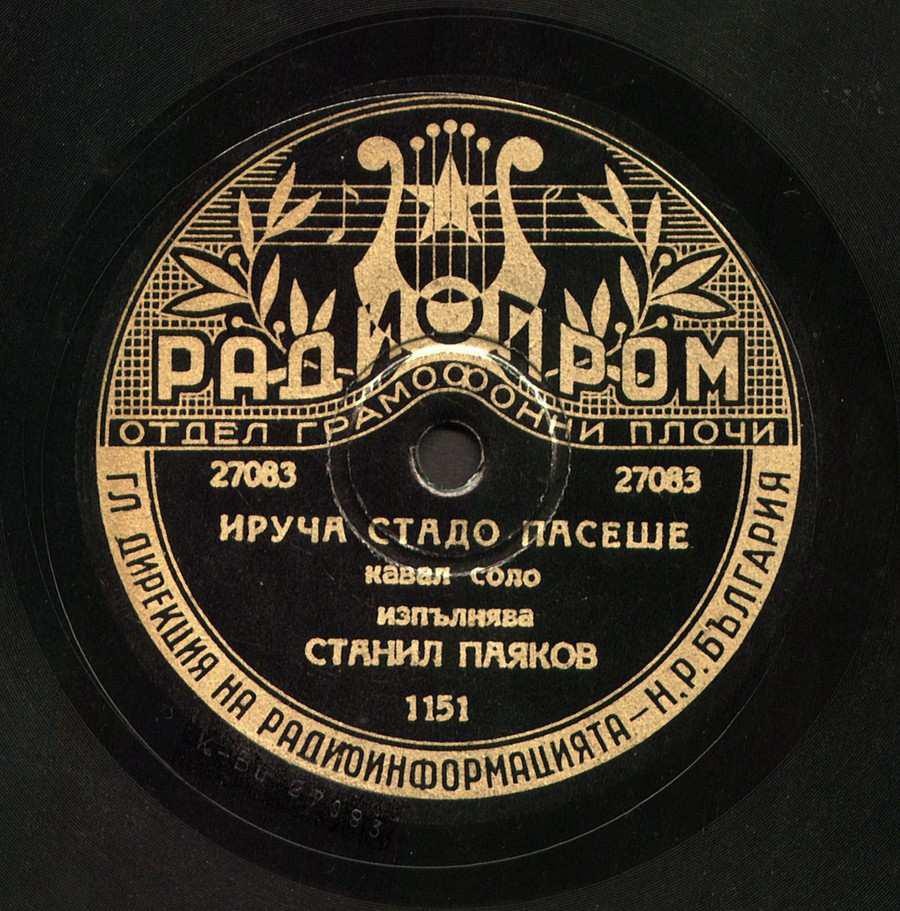 РАДИОПРОМ
ОТДЕЛ ГРАМОФОННИ ПЛОЧИ
27083 27083
ИРУЧА СТАДО ПАСЕШЕ
кавал соло
изпълнява
СТАНИЛ ПАЯКОВ
1151
ГЛ ДИРЕКЦИЯ НА РАДИОИНФОРМАЦИЯТА – Н.Р. БЪЛГАРИЯ